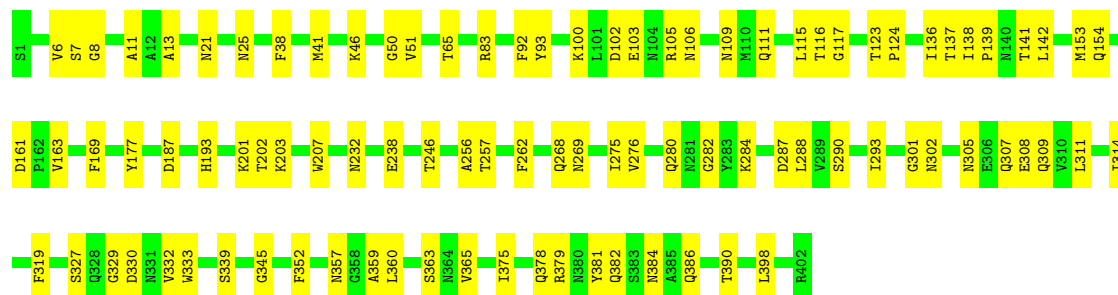 S1 V6 S7 G8 A11 A12 A13 N21 N25 F38 M41 K46 G50 V51 T65 R83 F92 Y93 K100 L101 D102 E103 N104 R105 N106 N109 M110 Q111 L115 T116 G117 T123 P124 I136 T137 I138 P139 N140 T141 L142 M153 Q154
D161 P162 V163 F169 Y177 D187 H193 K201 T202 K203 W207 N232 E238 T246 A256 T257 F262 Q268 N269 I275 V276 Q280 N281 G282 Y283 K284 D287 L288 V289 S290 I293 G301 N302 N305 E306 Q307 E308 Q309 V310 L311 I314
F319 S327 Q328 G329 D330 N331 V332 W333 S339 G345 F352 N357 G358 A359 L360 S363 N364 V365 I375 Q378 R379 N380 Y381 Q382 S383 N384 A385 Q386 T390 L398 R402